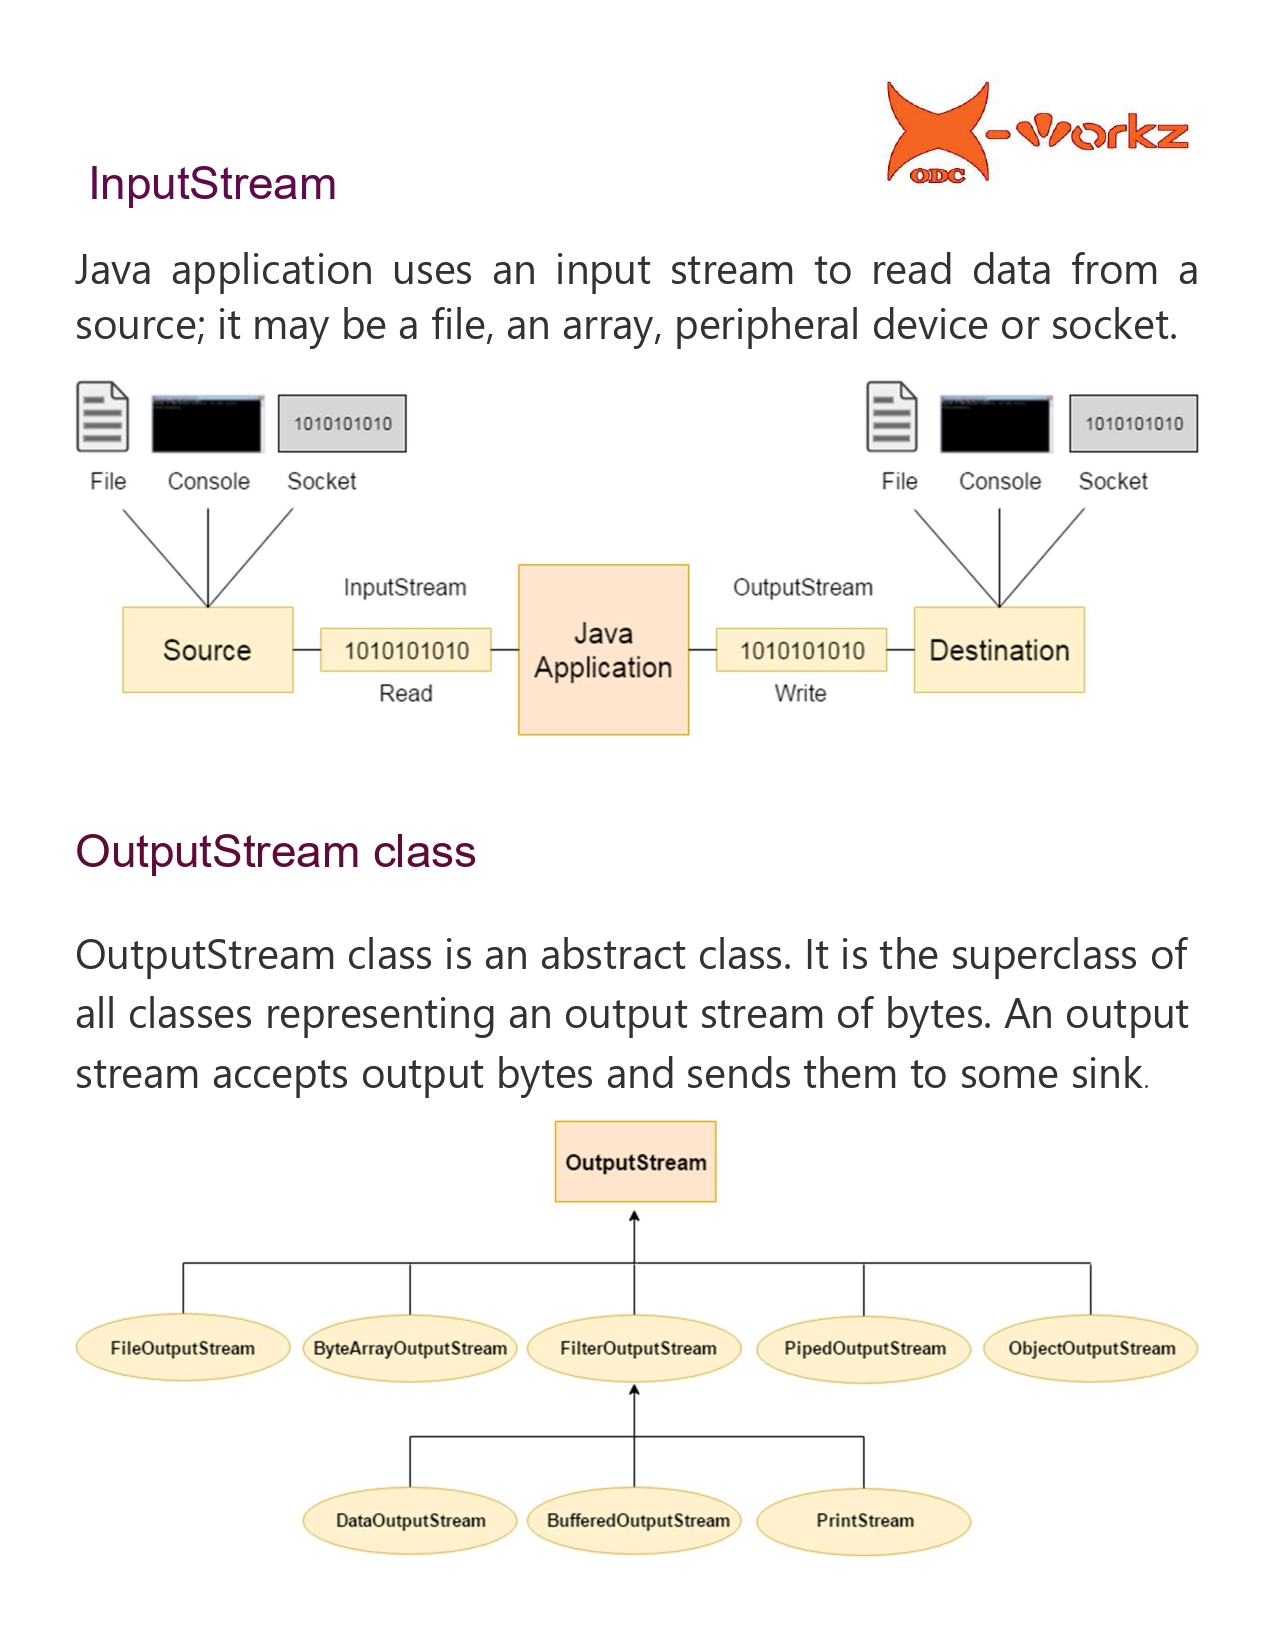 X-workz
ODC
InputStream
Java application uses an input stream to read data from a
source; it may be a file, an array, peripheral device or socket.
1010101010
1010101010
File Console Socket
File Console Socket
InputStream
OutputStream
Source
1010101010
Java
Application
1010101010
Destination
Read
Write
OutputStream class
OutputStream class is an abstract class. It is the superclass of
all classes representing an output stream of bytes. An output
stream accepts output bytes and sends them to some sink.
OutputStream
FileOutputStream
ByteArrayOutputStream
FilterOutputStream
PipedOutputStream
ObjectOutputStream
DataOutputStream
BufferedOutputStream
PrintStream